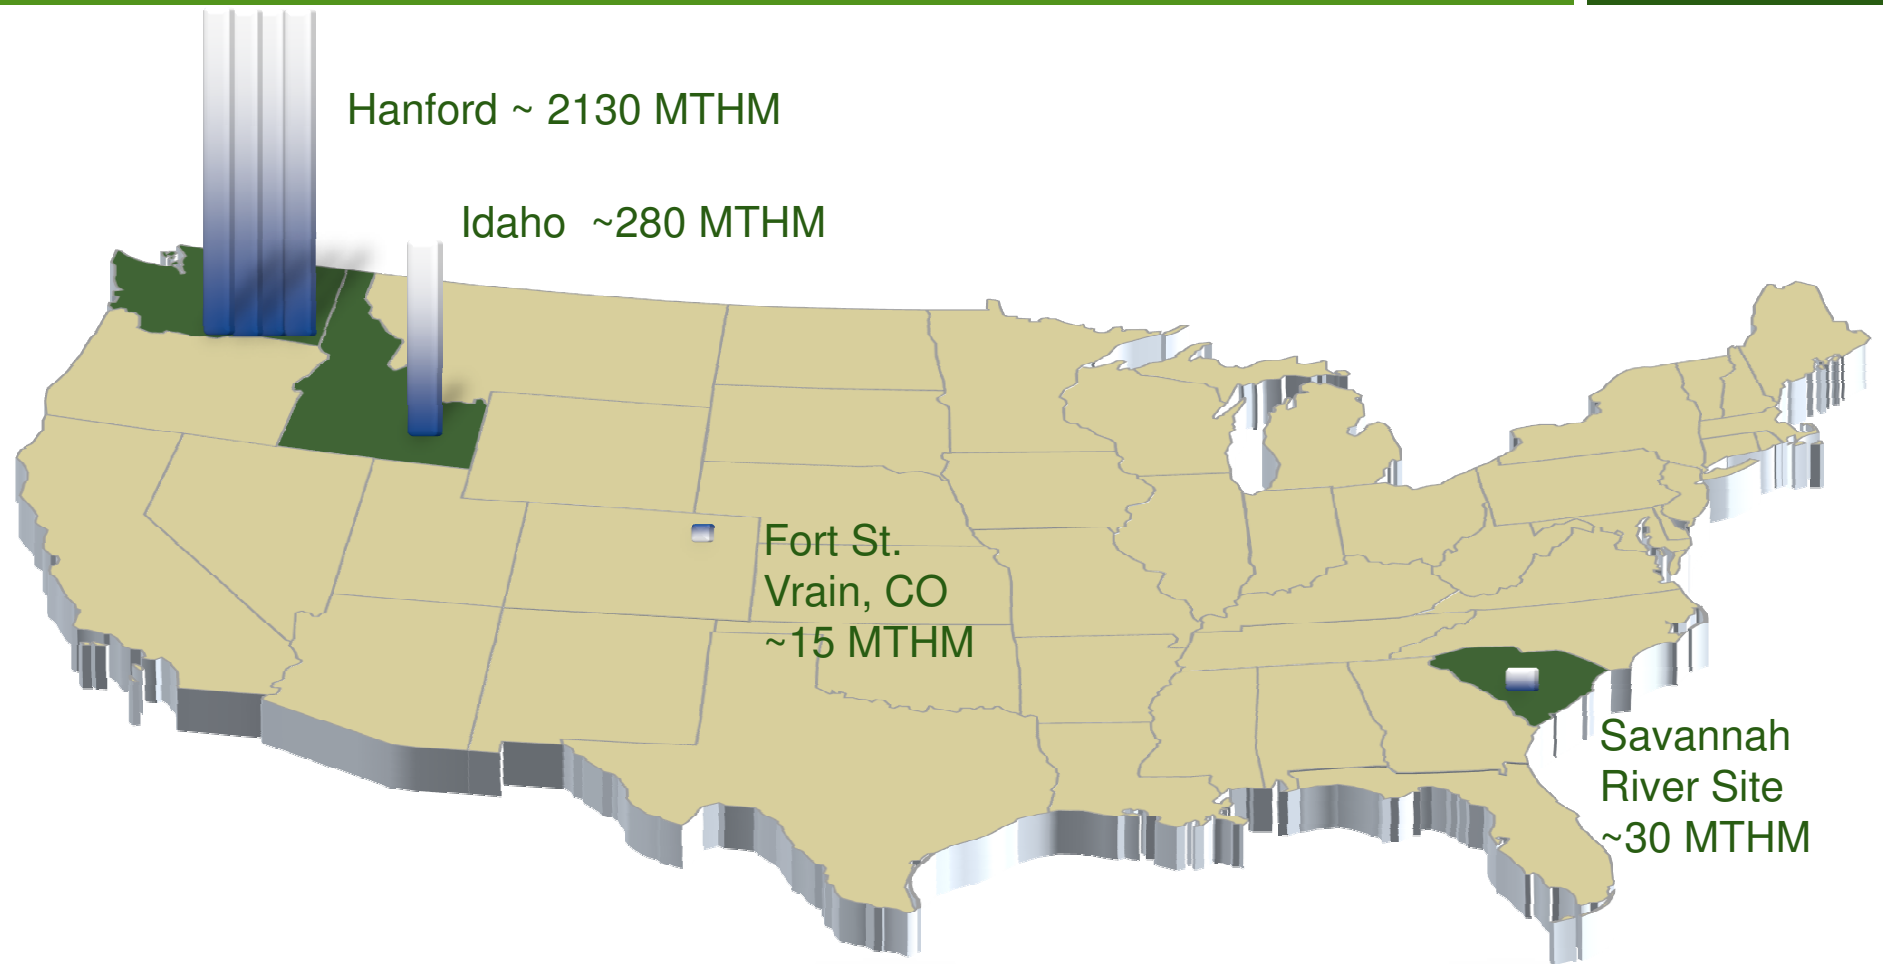 Hanford ~ 2130 MTHM
Idaho  ~280 MTHM
Fort St.
Vrain, CO
~15 MTHM
Savannah
River Site
~30 MTHM